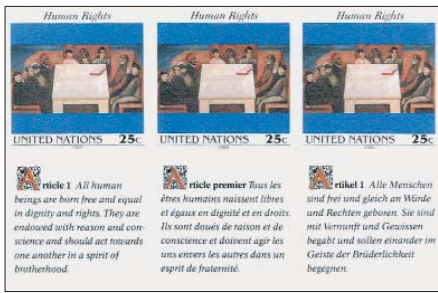 Human Rights
Human Rights
Human Rights
UNITED NATIONS 25c
UNITED NATIONS 25c
UNITED NATIONS 25c
Article 1 All human
beings are born free and equal
in dignity and rights. They are
endowed with reason and con-
science and should act towards
one another in a spirit of
brotherhood.
Article premier Tous les
êtres humains naissent libres
et égaux en dignité et en droits.
Ils sont doués de raison et de
conscience et doivent agir les
uns envers les autres dans un
esprit de fraternité.
Artikel 1 Alle Menschen
sind frei und gleich an Würde
und Rechten geboren. Sie sind
mit Vernunft und Gewissen
begabt und sollen einander im
Geiste der Brüderlichkeit
begegnen.